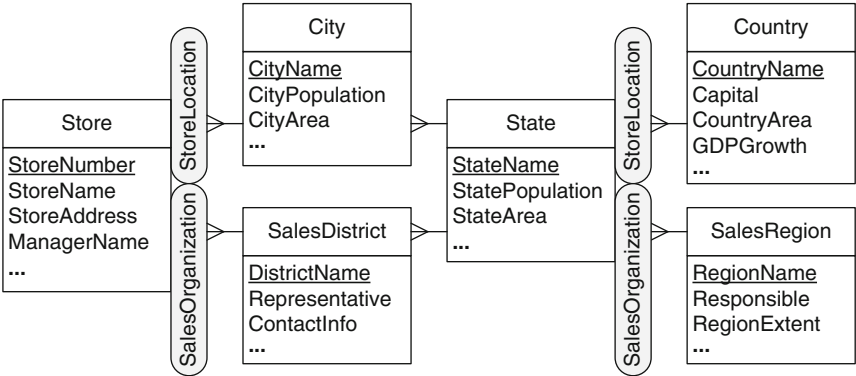 Store
StoreNumber
StoreName
StoreAddress
ManagerName
...
StoreLocation
SalesOrganization
City
CityName
CityPopulation
CityArea
...
SalesDistrict
DistrictName
Representative
ContactInfo
...
State
StateName
StatePopulation
StateArea
...
StoreLocation
SalesOrganization
Country
CountryName
Capital
CountryArea
GDPGrowth
...
SalesRegion
RegionName
Responsible
RegionExtent
...